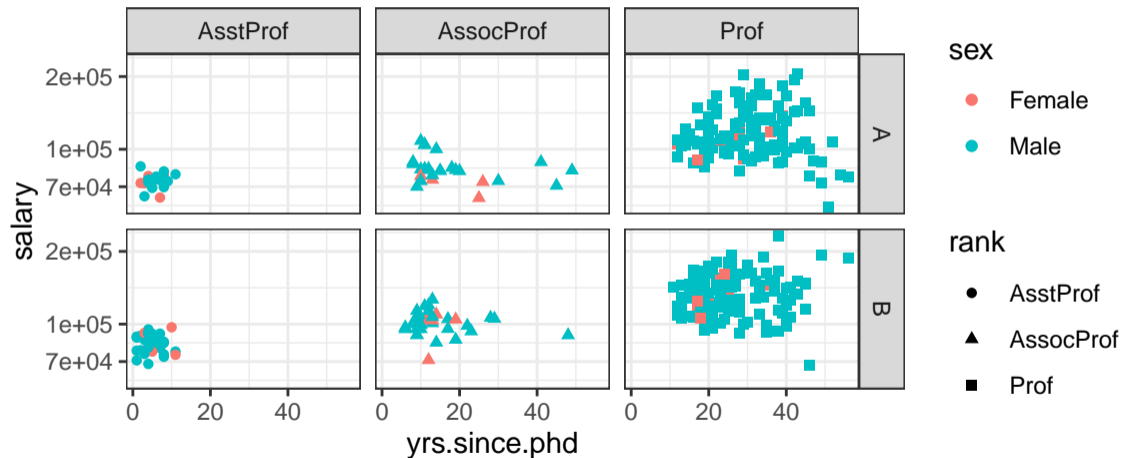 AsstProf AssocProf Prof
2e+05
1e+05
7e+04
A
2e+05
1e+05
7e+04
B
0 20 40 0 20 40 0 20 40
yrs.since.phd
salary
sex
Female
Male
rank
AsstProf
AssocProf
Prof